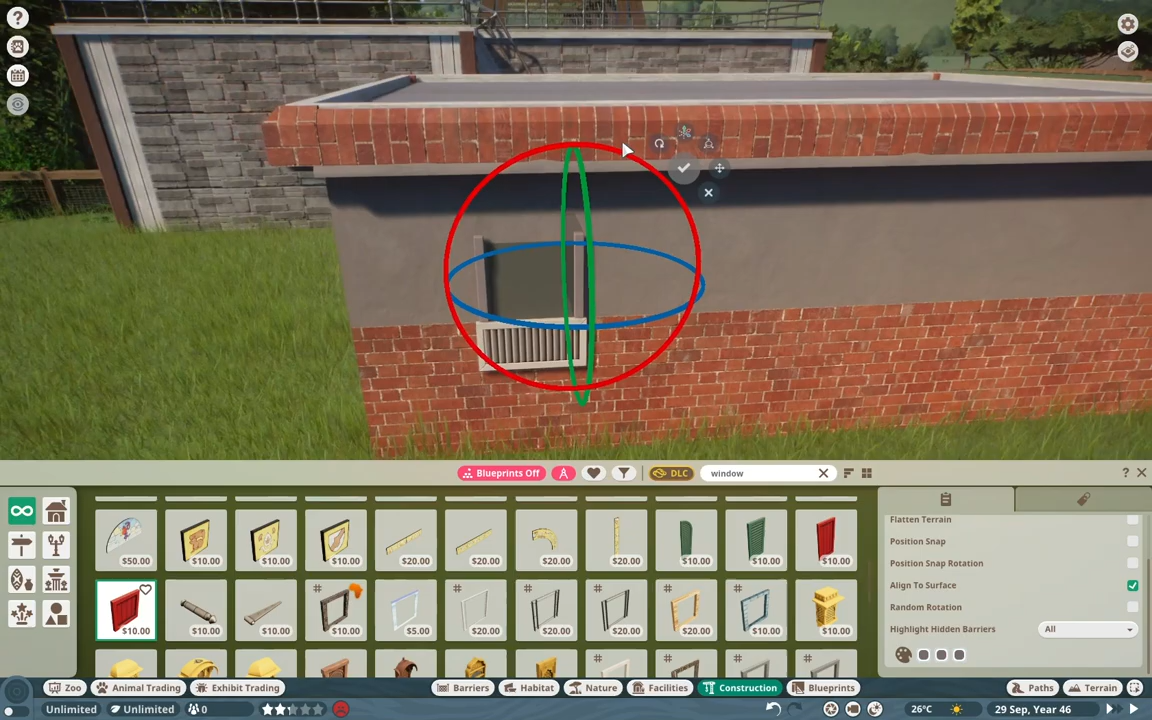 ?
Blueprints Off
DLC
window
?
$50.00
$10.00
$10.00
$10.00
$20.00
$20.00
$20.00
$20.00
$10.00
$10.00
$10.00
$10.00
$10.00
$10.00
$10.00
$5.00
$20.00
$20.00
$20.00
$20.00
$10.00
$10.00
Flatten Terrain
Position Snap
Position Snap Rotation
Align To Surface
Random Rotation
Highlight Hidden Barriers
All
Zoo
Animal Trading
Exhibit Trading
Barriers
Habitat
Nature
Facilities
Construction
Blueprints
Paths
Terrain
Unlimited
Unlimited
0
26°C
29 Sep, Year 46